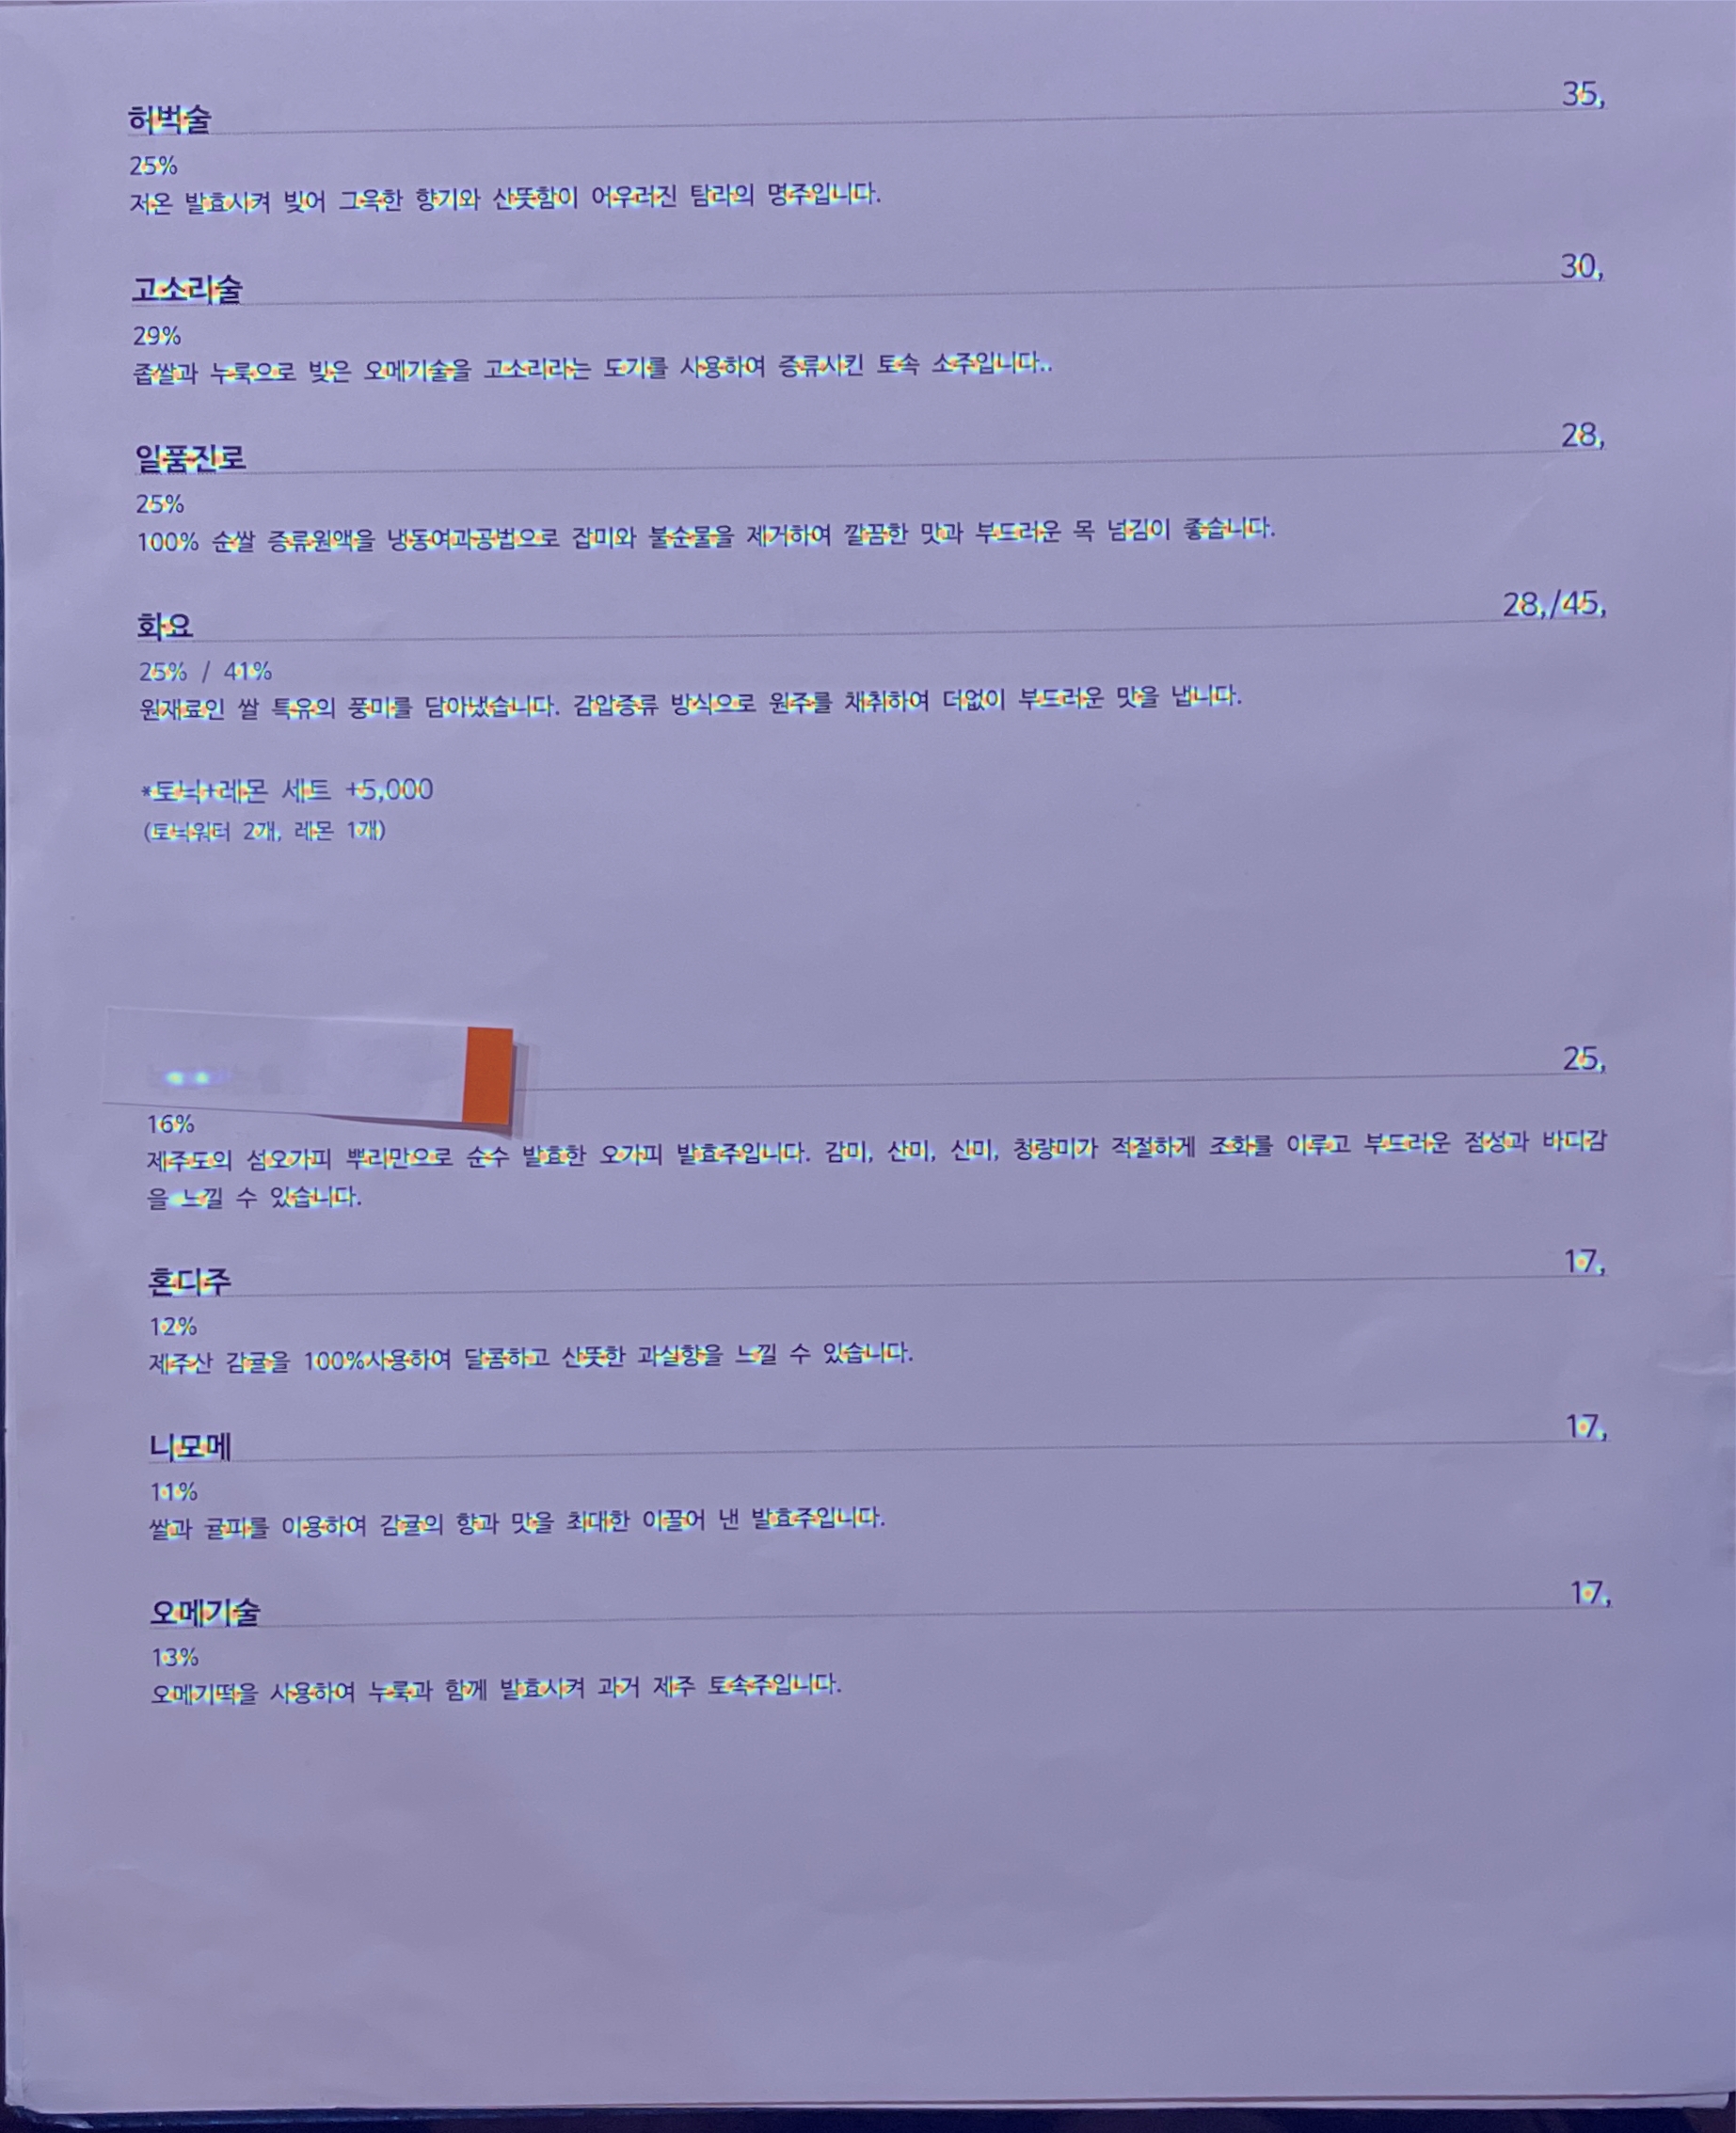 허벅술 35,
25%
저온 발효시켜 빚어 그윽한 향기와 산뜻함이 어우러진 탐라의 명주입니다.
고소리술 30,
29%
좁쌀과 누룩으로 빚은 오메기술을 고소리라는 도기를 사용하여 증류시킨 토속 소주입니다..
일품진로 28,
25%
100% 순쌀 증류원액을 냉동여과공법으로 잡미와 불순물을 제거하여 깔끔한 맛과 부드러운 목 넘김이 좋습니다.
화요 28,/45,
25% / 41%
원재료인 쌀 특유의 풍미를 담아냈습니다. 감압증류 방식으로 원주를 채취하여 더없이 부드러운 맛을 냅니다.
*토닉+레몬 세트 +5,000
(토닉워터 2개, 레몬 1개)
25,
16%
제주도의 섬오가피 뿌리만으로 순수 발효한 오가피 발효주입니다. 감미, 산미, 신미, 청량미가 적절하게 조화를 이루고 부드러운 점성과 바디감
을 느낄 수 있습니다.
혼디주 17,
12%
제주산 감귤을 100%사용하여 달콤하고 산뜻한 과실향을 느낄 수 있습니다.
니모메 17,
11%
쌀과 귤피를 이용하여 감귤의 향과 맛을 최대한 이끌어 낸 발효주입니다.
오메기술 17,
13%
오메기떡을 사용하여 누룩과 함께 발효시켜 과거 제주 토속주입니다.